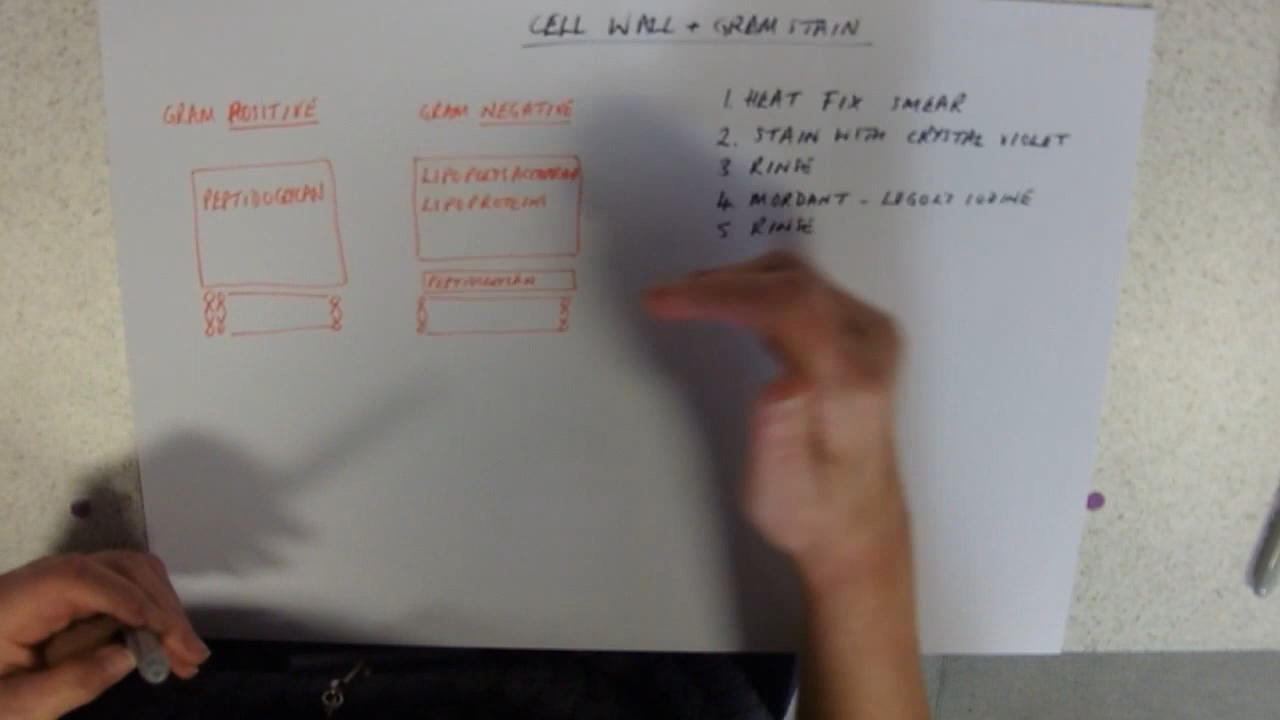 CELL WALL + GRAM STAIN
GRAM POSITIVE
PEPTIDOGLYCAN
GRAM NEGATIVE
LIPOPOLYSACCHARIDE
LIPOPROTEINS
PEPTIDOGLYCAN
1. HEAT FIX SMEAR
2. STAIN WITH CRYSTAL VIOLET
3 RINSE
4 MORDANT - LUGOL'S IODINE
5 RINSE